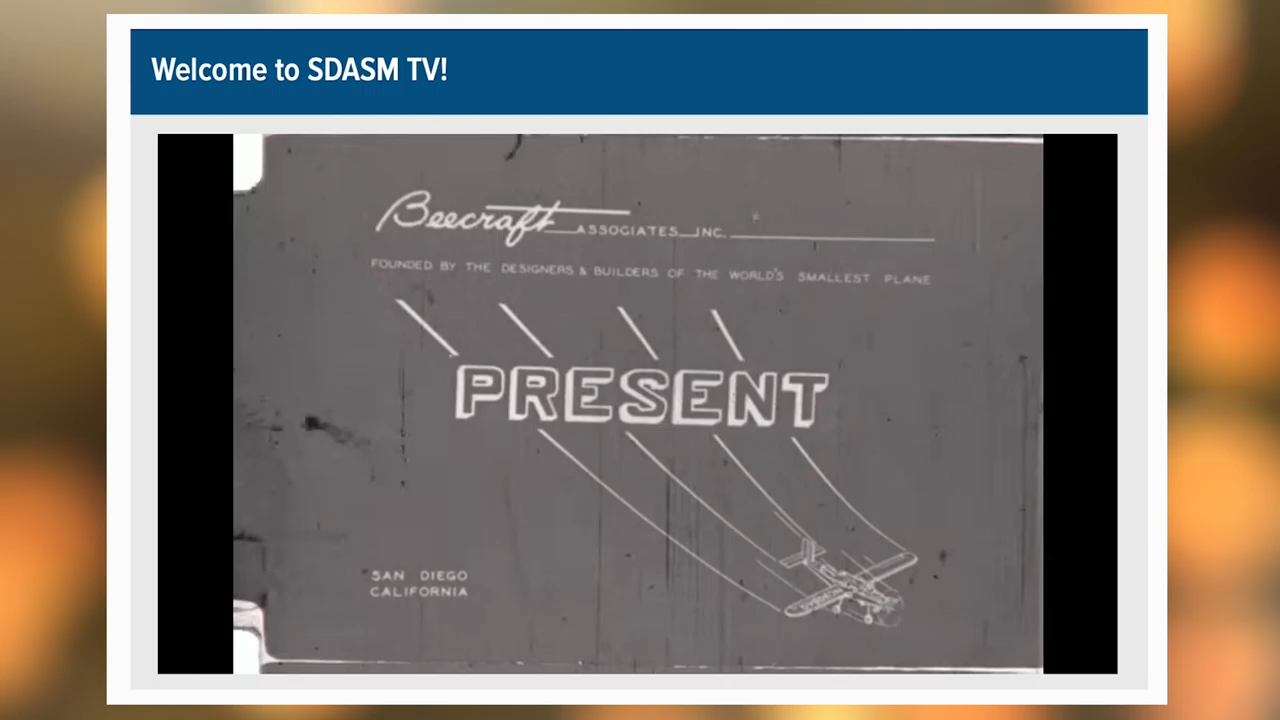 Welcome to SDASM TV!
Beecraft ASSOCIATES, INC.
FOUNDED BY THE DESIGNERS & BUILDERS OF THE WORLD'S SMALLEST PLANE
PRESENT
SAN DIEGO
CALIFORNIA